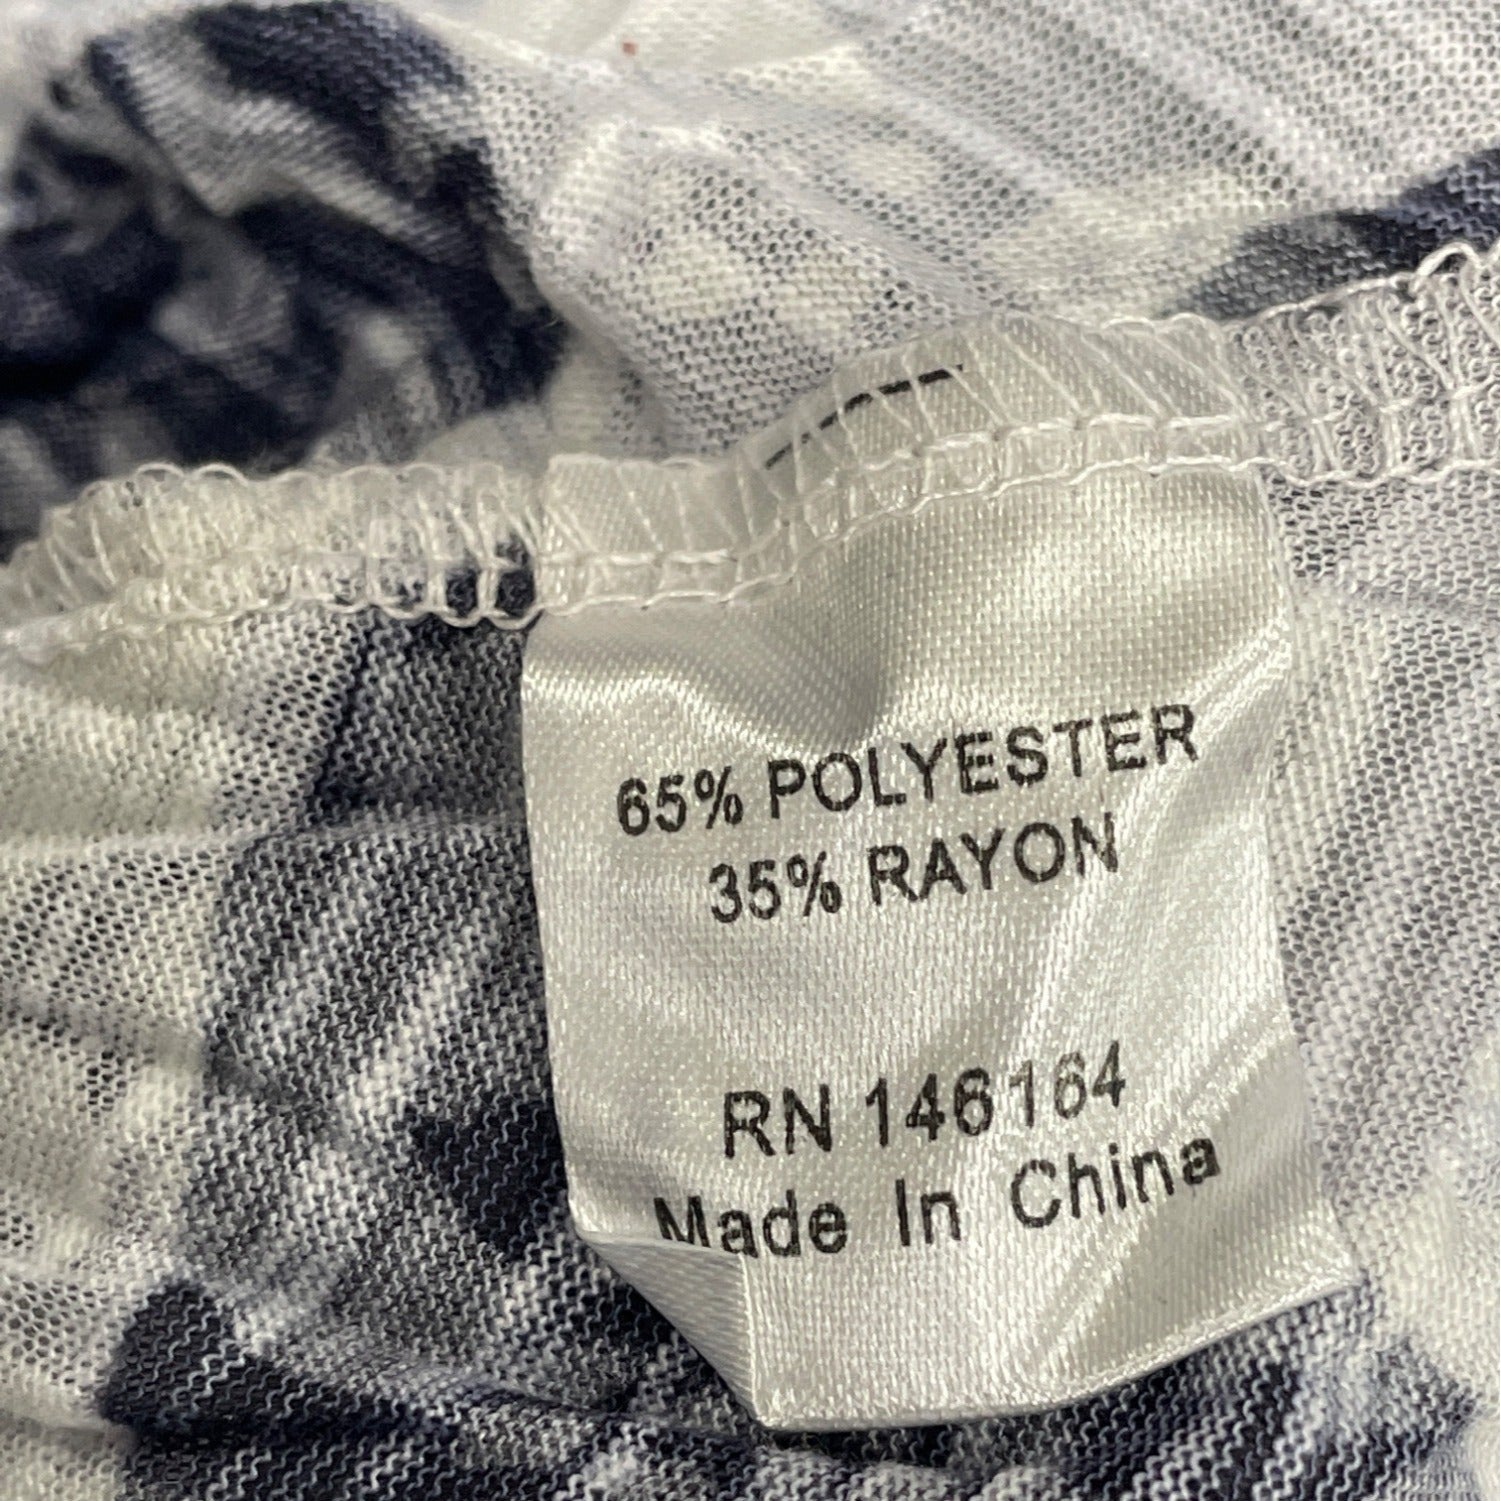 65% POLYESTER
35% RAYON
RN 146164
Made In China